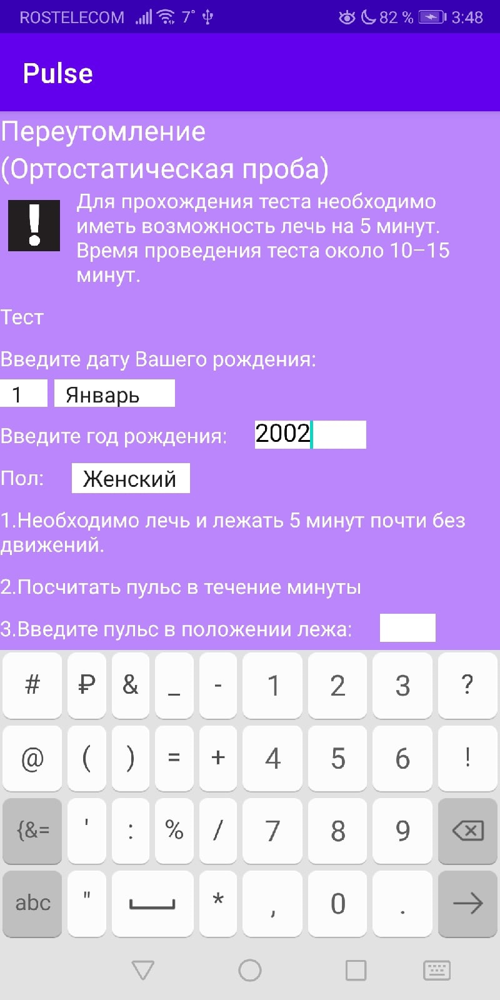 ROSTELECOM 7° 82 % 3:48
Pulse
Переутомление
(Ортостатическая проба)
! Для прохождения теста необходимо
иметь возможность лечь на 5 минут.
Время проведения теста около 10–15
минут.
Тест
Введите дату Вашего рождения:
1 Январь
Введите год рождения: 2002
Пол: Женский
1.Необходимо лечь и лежать 5 минут почти без
движений.
2.Посчитать пульс в течение минуты
3.Введите пульс в положении лежа:
# ₽ & _ - 1 2 3 ?
@ ( ) = + 4 5 6 !
{&= ' : % / 7 8 9
abc " * , 0 .